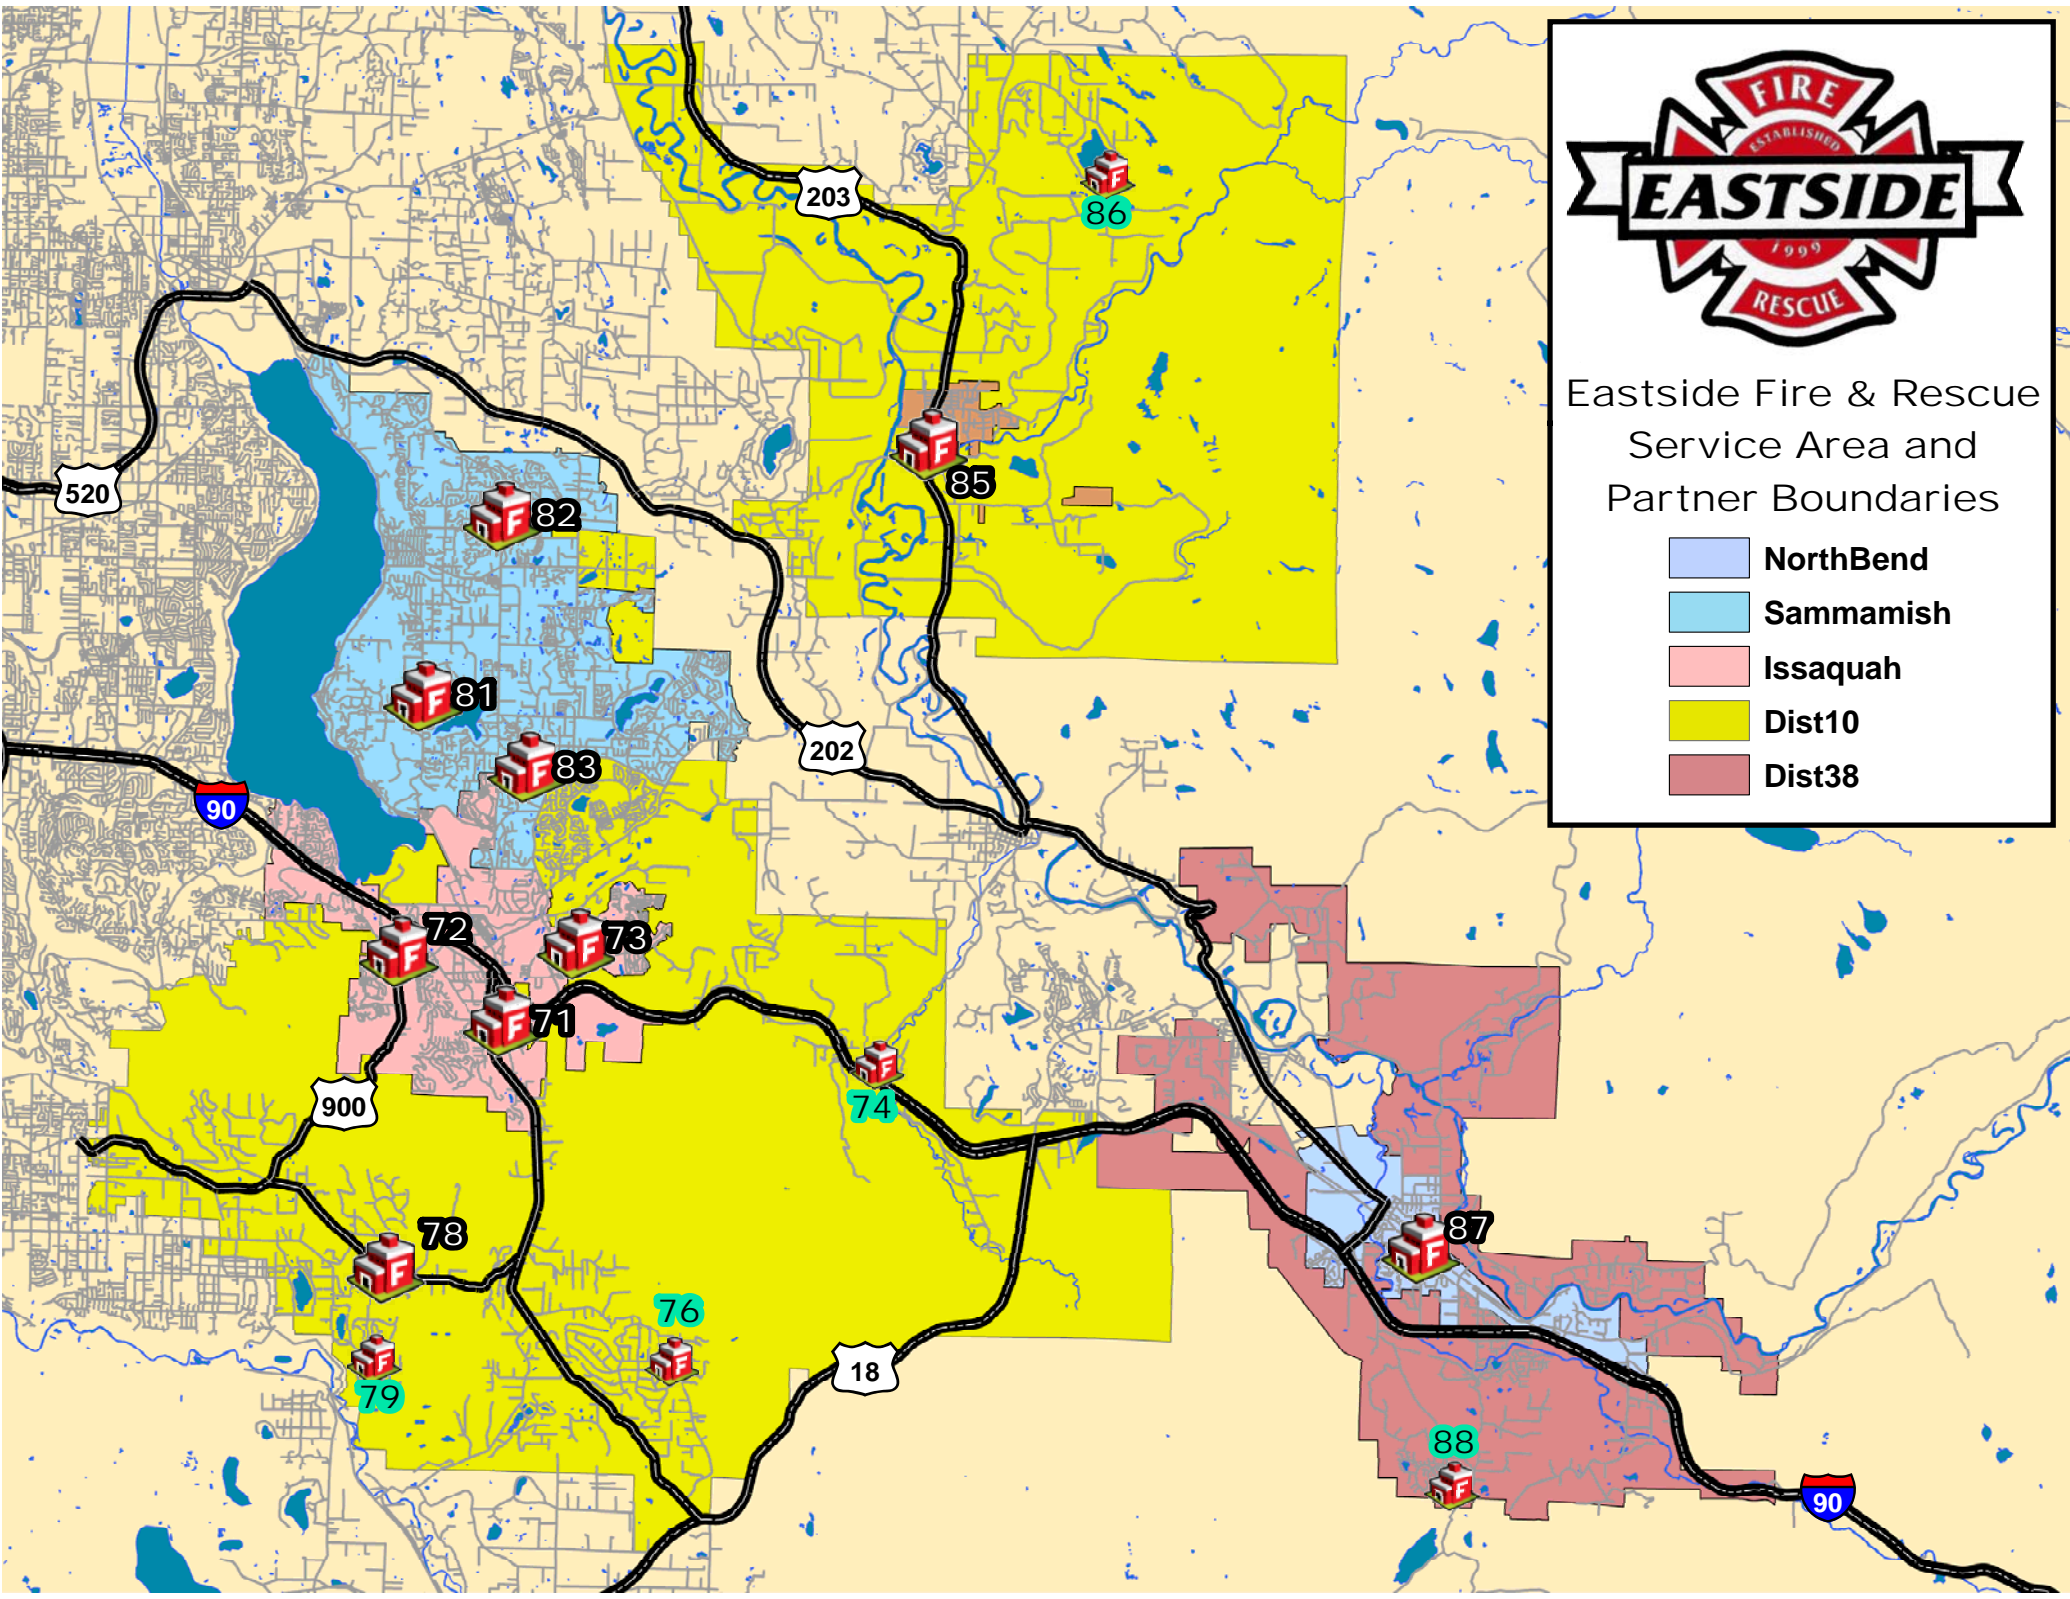 FIRE
ESTABLISHED
EASTSIDE
1999
RESCUE
Eastside Fire & Rescue
Service Area and
Partner Boundaries
NorthBend
Sammamish
Issaquah
Dist10
Dist38
203
F
86
520
F
82
F
85
F
81
202
F
83
90
F
72
F
73
F
71
F
74
900
F
78
F
87
F
76
F
79
18
88
F
90